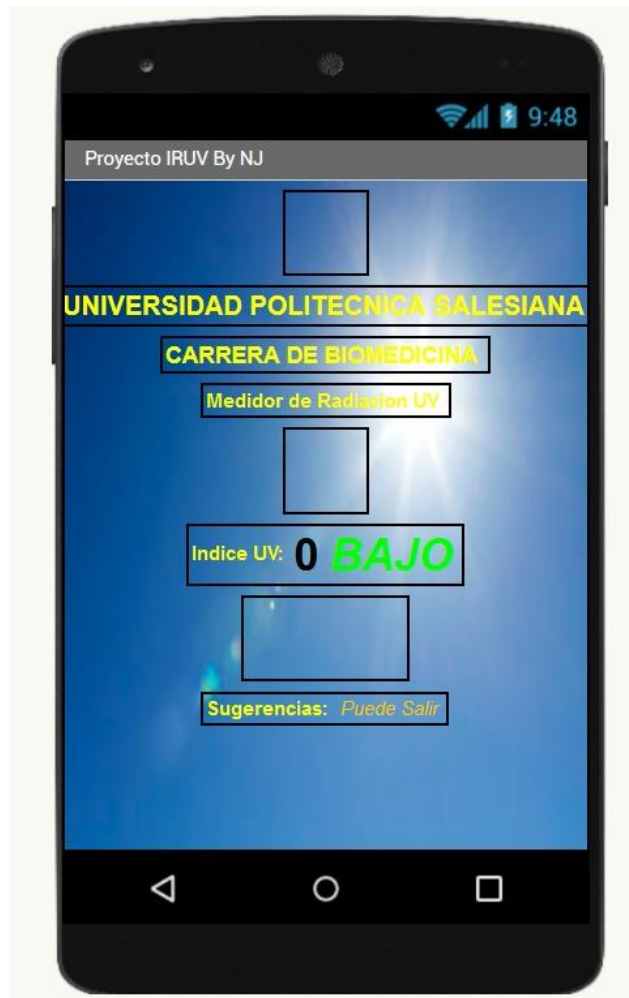 9:48
Proyecto IRUV By NJ
UNIVERSIDAD POLITECNICA SALESIANA
CARRERA DE BIOMEDICINA
Medidor de Radiacion UV
Indice UV: 0 BAJO
Sugerencias: Puede Salir